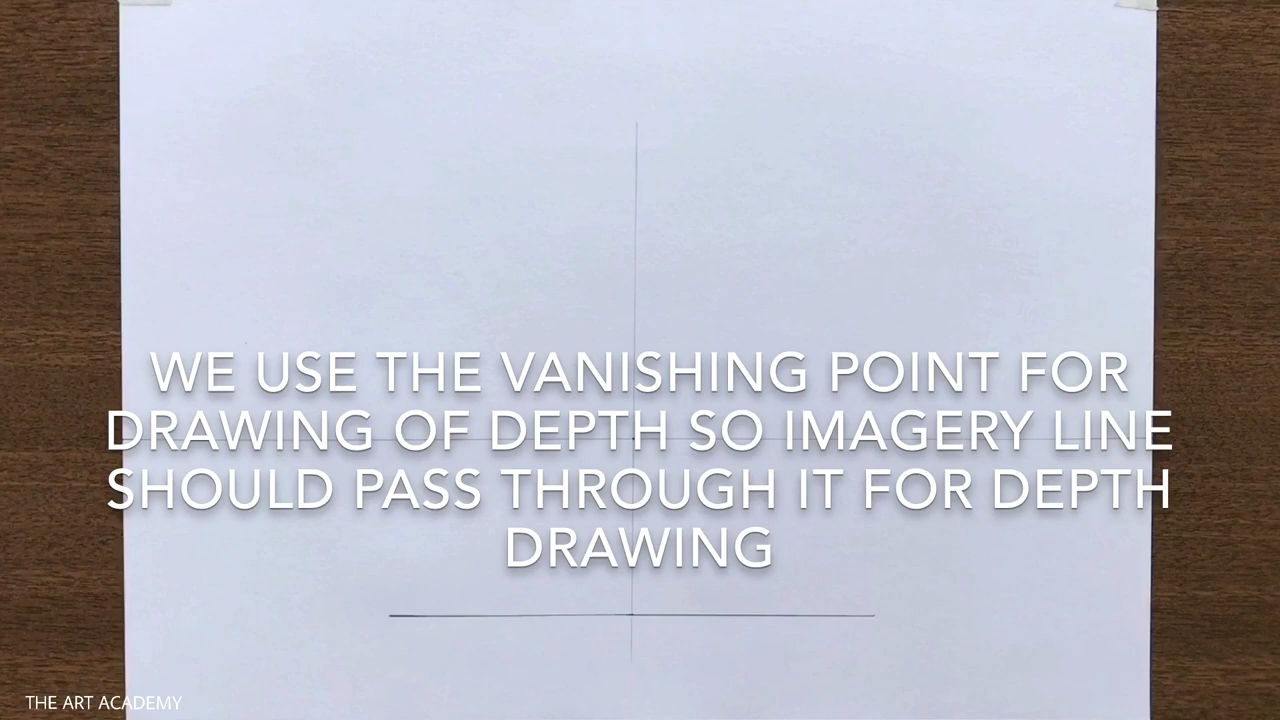 WE USE THE VANISHING POINT FOR
DRAWING OF DEPTH SO IMAGERY LINE
SHOULD PASS THROUGH IT FOR DEPTH
DRAWING
THE ART ACADEMY